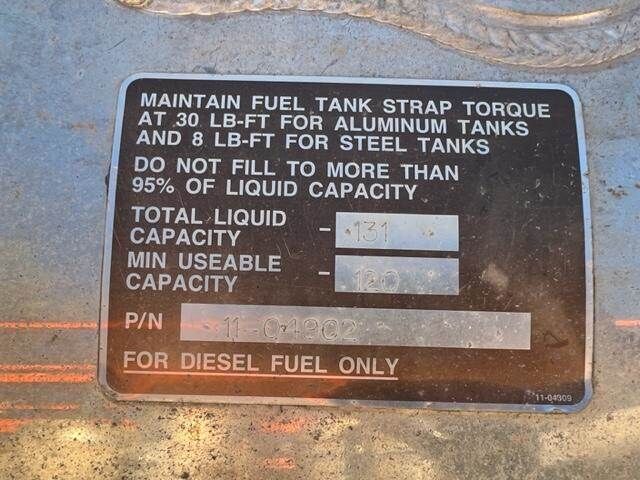 MAINTAIN FUEL TANK STRAP TORQUE
AT 30 LB-FT FOR ALUMINUM TANKS
AND 8 LB-FT FOR STEEL TANKS
DO NOT FILL TO MORE THAN
95% OF LIQUID CAPACITY
TOTAL LIQUID
CAPACITY - 131
MIN USEABLE
CAPACITY - 120
P/N 11-04902
FOR DIESEL FUEL ONLY
11-04309